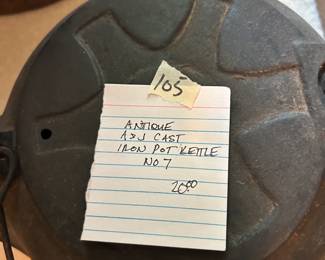 105
ANTIQUE
A&J CAST
IRON POT KETTLE
NO 7
20.00